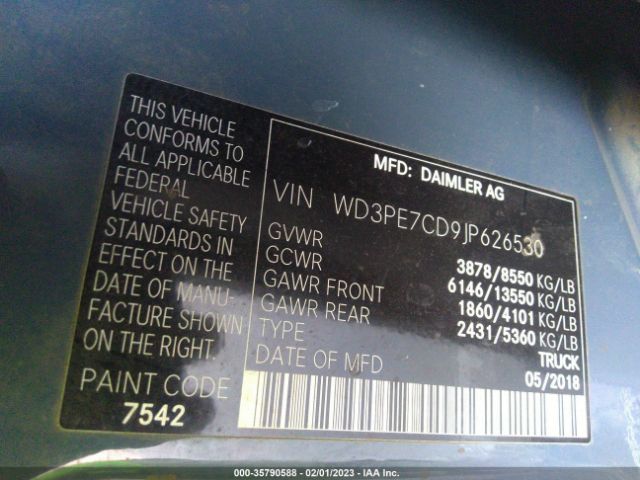 THIS VEHICLE
CONFORMS TO
ALL APPLICABLE
FEDERAL
VEHICLE SAFETY
STANDARDS IN
EFFECT ON THE
DATE OF MANU-
FACTURE SHOWN
ON THE RIGHT.
PAINT CODE
7542
MFD: DAIMLER AG
VIN WD3PE7CD9JP626530
GVWR 3878/8550 KG/LB
GCWR 6146/13550 KG/LB
GAWR FRONT 1860/4101 KG/LB
GAWR REAR 2431/5360 KG/LB
TYPE TRUCK
DATE OF MFD 05/2018
000-35790588 - 02/01/2023 - IAA Inc.